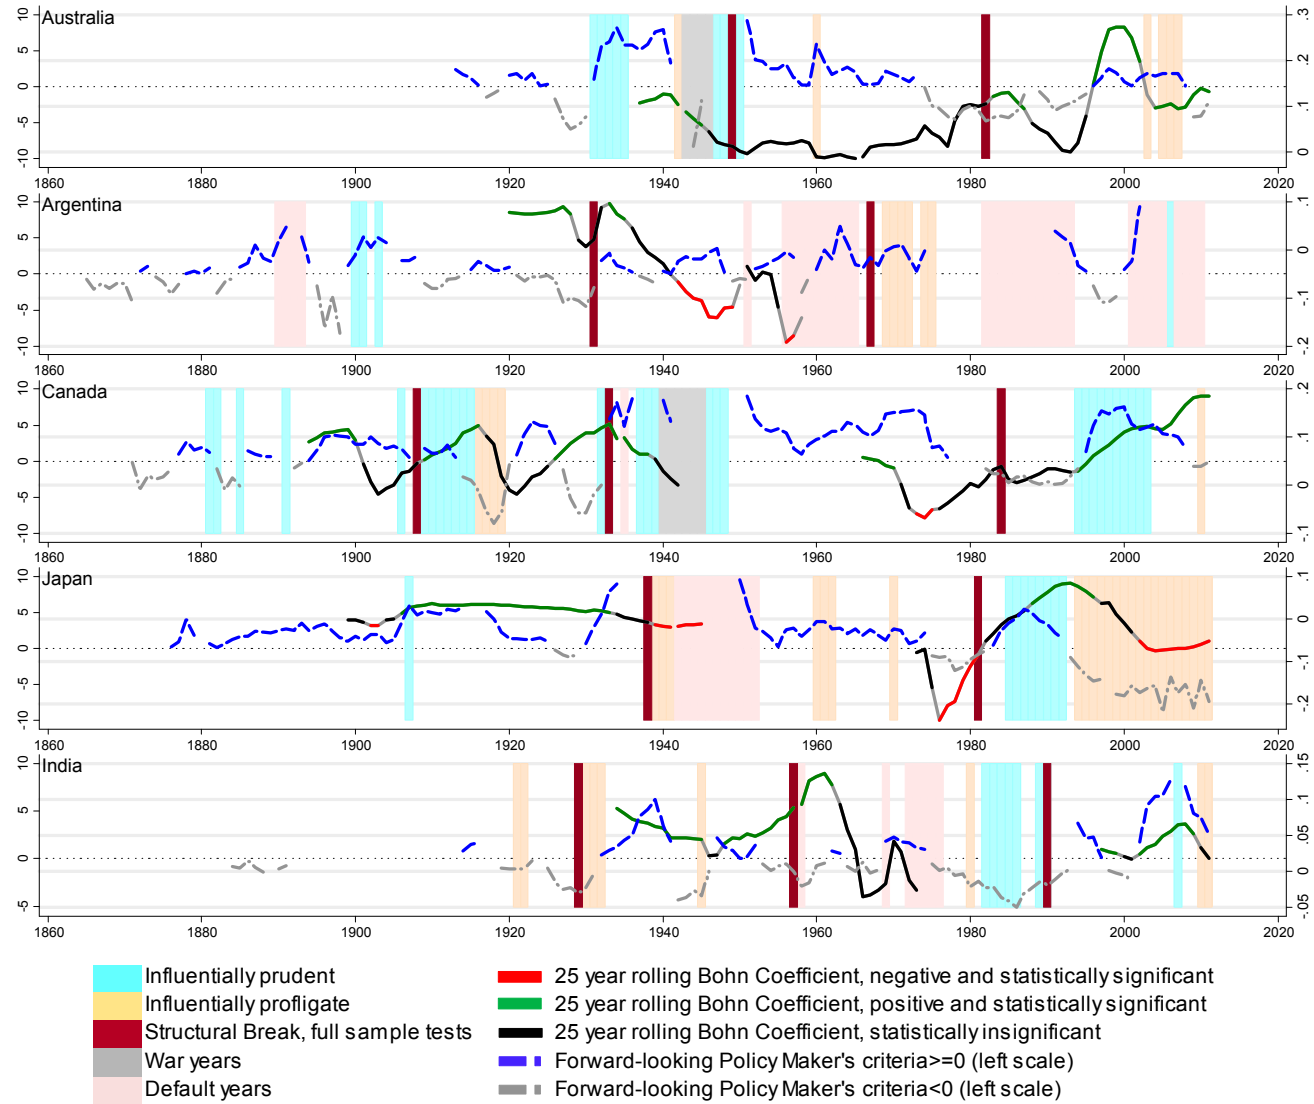 Australia
10
5
0
-5
-10
.3
.2
.1
0
1860 1880 1900 1920 1940 1960 1980 2000 2020
Argentina
10
5
0
-5
-10
.1
0
-.1
-.2
1860 1880 1900 1920 1940 1960 1980 2000 2020
Canada
10
5
0
-5
-10
.2
.1
0
-.1
1860 1880 1900 1920 1940 1960 1980 2000 2020
Japan
10
5
0
-5
-10
.1
0
-.1
-.2
1860 1880 1900 1920 1940 1960 1980 2000 2020
India
10
5
0
-5
.15
.1
.05
0
-.05
1860 1880 1900 1920 1940 1960 1980 2000 2020
Influentially prudent
Influentially profligate
Structural Break, full sample tests
War years
Default years
25 year rolling Bohn Coefficient, negative and statistically significant
25 year rolling Bohn Coefficient, positive and statistically significant
25 year rolling Bohn Coefficient, statistically insignificant
Forward-looking Policy Maker's criteria>=0 (left scale)
Forward-looking Policy Maker's criteria<0 (left scale)